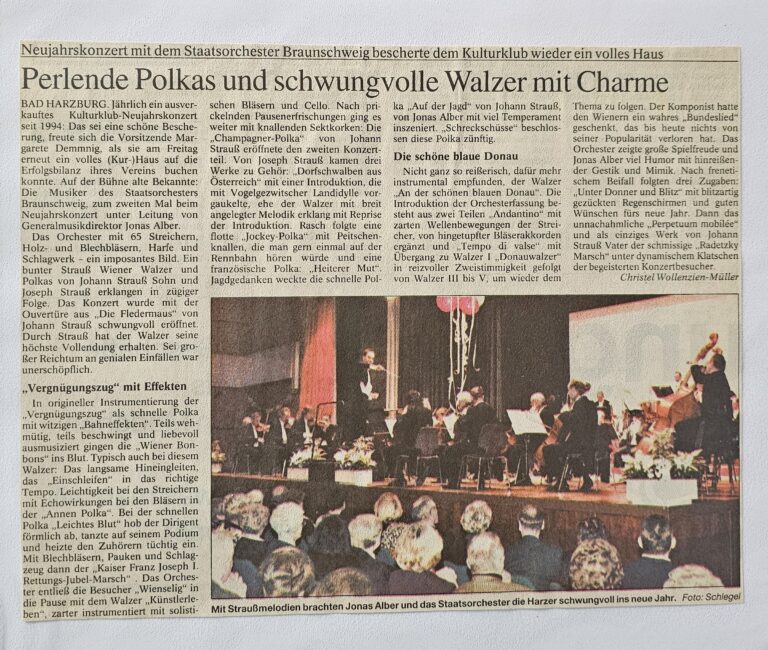 Neujahrskonzert mit dem Staatsorchester Braunschweig bescherte dem Kulturklub wieder ein volles Haus
Perlende Polkas und schwungvolle Walzer mit Charme
BAD HARZBURG. Jährlich ein ausver-
kauftes Kulturklub-Neujahrskonzert
seit 1994: Das sei eine schöne Besche-
rung, freute sich die Vorsitzende Mar-
garete Demmnig, als sie am Freitag
erneut ein volles (Kur-)Haus auf die
Erfolgsbilanz ihres Vereins buchen
konnte. Auf der Bühne alte Bekannte:
Die Musiker des Staatsorchesters
Braunschweig, zum zweiten Mal beim
Neujahrskonzert unter Leitung von
Generalmusikdirektor Jonas Alber.
Das Orchester mit 65 Streichern,
Holz- und Blechbläsern, Harfe und
Schlagwerk – ein imposantes Bild. Ein
bunter Strauß Wiener Walzer und
Polkas von Johann Strauß Sohn und
Joseph Strauß erklangen in zügiger
Folge. Das Konzert wurde mit der
Ouvertüre aus „Die Fledermaus" von
Johann Strauß schwungvoll eröffnet.
Durch Strauß hat der Walzer seine
höchste Vollendung erhalten. Sei gro-
ßer Reichtum an genialen Einfällen war
unerschöpflich.
„Vergnügungszug" mit Effekten
In origineller Instrumentierung der
„Vergnügungszug" als schnelle Polka
mit witzigen „Bahneffekten". Teils weh-
mütig, teils beschwingt und liebevoll
ausmusiziert gingen die „Wiener Bon-
bons" ins Blut. Typisch auch bei diesem
Walzer: Das langsame Hineingleiten,
das „Einschleifen" in das richtige
Tempo. Leichtigkeit bei den Streichern
mit Echowirkungen bei den Bläsern in
der „Annen Polka". Bei der schnellen
Polka „Leichtes Blut" hob der Dirigent
förmlich ab, tanzte auf seinem Podium
und heizte den Zuhörern tüchtig ein.
Mit Blechbläsern, Pauken und Schlag-
zeug dann der „Kaiser Franz Joseph I.
Rettungs-Jubel-Marsch" . Das Orches-
ter entließ die Besucher „Wienselig" in
die Pause mit dem Walzer „Künstlerle-
ben", zarter instrumentiert mit solisti-
schen Bläsern und Cello. Nach pri-
ckelnden Pausenerfrischungen ging es
weiter mit knallenden Sektkorken: Die
„Champagner-Polka" von Johann
Strauß eröffnete den zweiten Konzert-
teil. Von Joseph Strauß kamen drei
Werke zu Gehör: „Dorfschwalben aus
Österreich" mit einer Introduktion, die
mit Vogelgezwitscher Landidylle vor-
gaukelte, ehe der Walzer mit breit
angelegter Melodik erklang mit Reprise
der Introduktion. Rasch folgte eine
flotte „Jockey-Polka" mit Peitschen-
knallen, die man gern einmal auf der
Rennbahn hören würde und eine
französische Polka: „Heiterer Mut".
Jagdgedanken weckte die schnelle Pol-
ka „Auf der Jagd" von Johann Strauß,
von Jonas Alber mit viel Temperament
inszeniert. „Schreckschüsse" beschlos-
sen diese Polka zünftig.
Die schöne blaue Donau
Nicht ganz so reißerisch, dafür mehr
instrumental empfunden, der Walzer
„An der schönen blauen Donau". Die
Introduktion der Orchesterfassung be-
steht aus zwei Teilen „Andantino" mit
zarten Wellenbewegungen der Strei-
cher, von hingetupfter Bläserakkorden
ergänzt und „Tempo di valse" mit
Übergang zu Walzer I „Donauwalzer"
in reizvoller Zweistimmigkeit gefolgt
von Walzer III bis V, um wieder dem
Thema zu folgen. Der Komponist hatte
den Wienern ein wahres „Bundeslied"
geschenkt, das bis heute nichts von
seiner Popularität verloren hat. Das
Orchester zeigte große Spielfreude und
Jonas Alber viel Humor mit hinreißen-
der Gestik und Mimik. Nach freneti-
schem Beifall folgten drei Zugaben:
„Unter Donner und Blitz" mit blitzartig
gezückten Regenschirmen und guten
Wünschen fürs neue Jahr. Dann das
unnachahmliche „Perpetuum mobilée"
und als einziges Werk von Johann
Strauß Vater der schmissige „Radetzky
Marsch" unter dynamischem Klatschen
der begeisterten Konzertbesucher.
Christel Wollenzien-Müller
Mit Straußmelodien brachten Jonas Alber und das Staatsorchester die Harzer schwungvoll ins neue Jahr. Foto: Schlegel